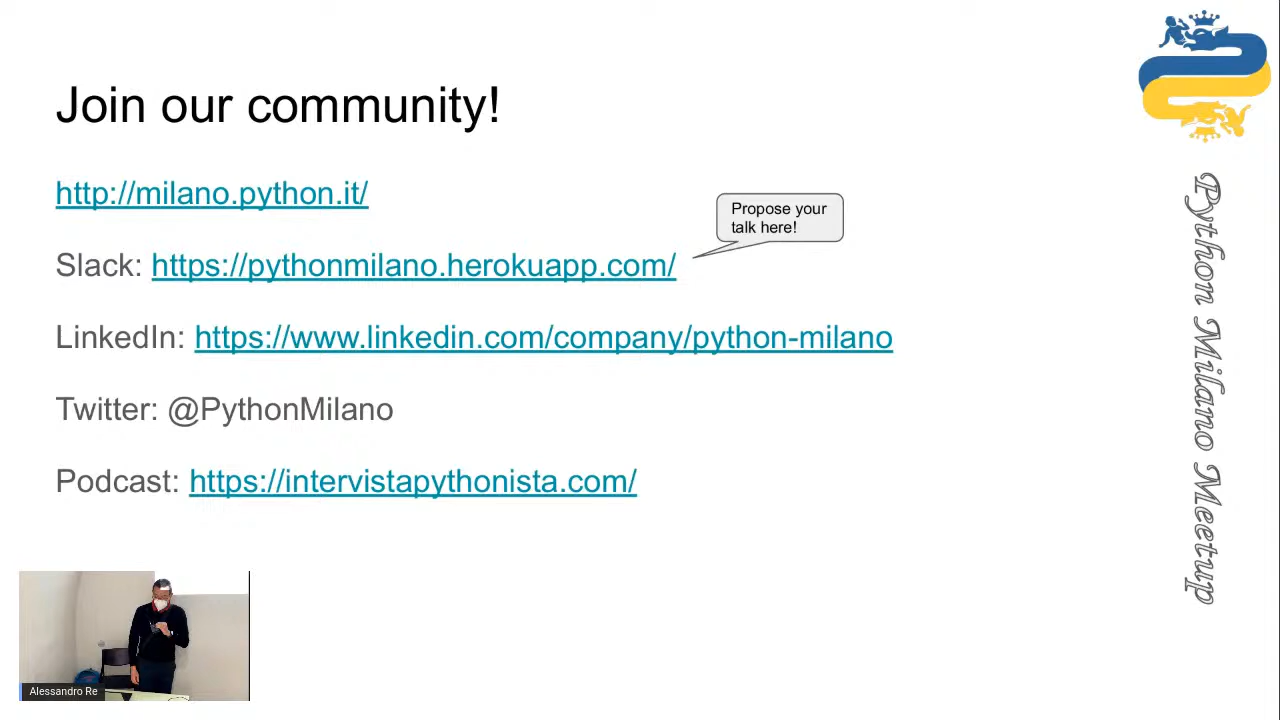 Join our community!
http://milano.python.it/
Propose your
talk here!
Slack: https://pythonmilano.herokuapp.com/
LinkedIn: https://www.linkedin.com/company/python-milano
Twitter: @PythonMilano
Podcast: https://intervistapythonista.com/
Python Milano Meetup
Alessandro Re